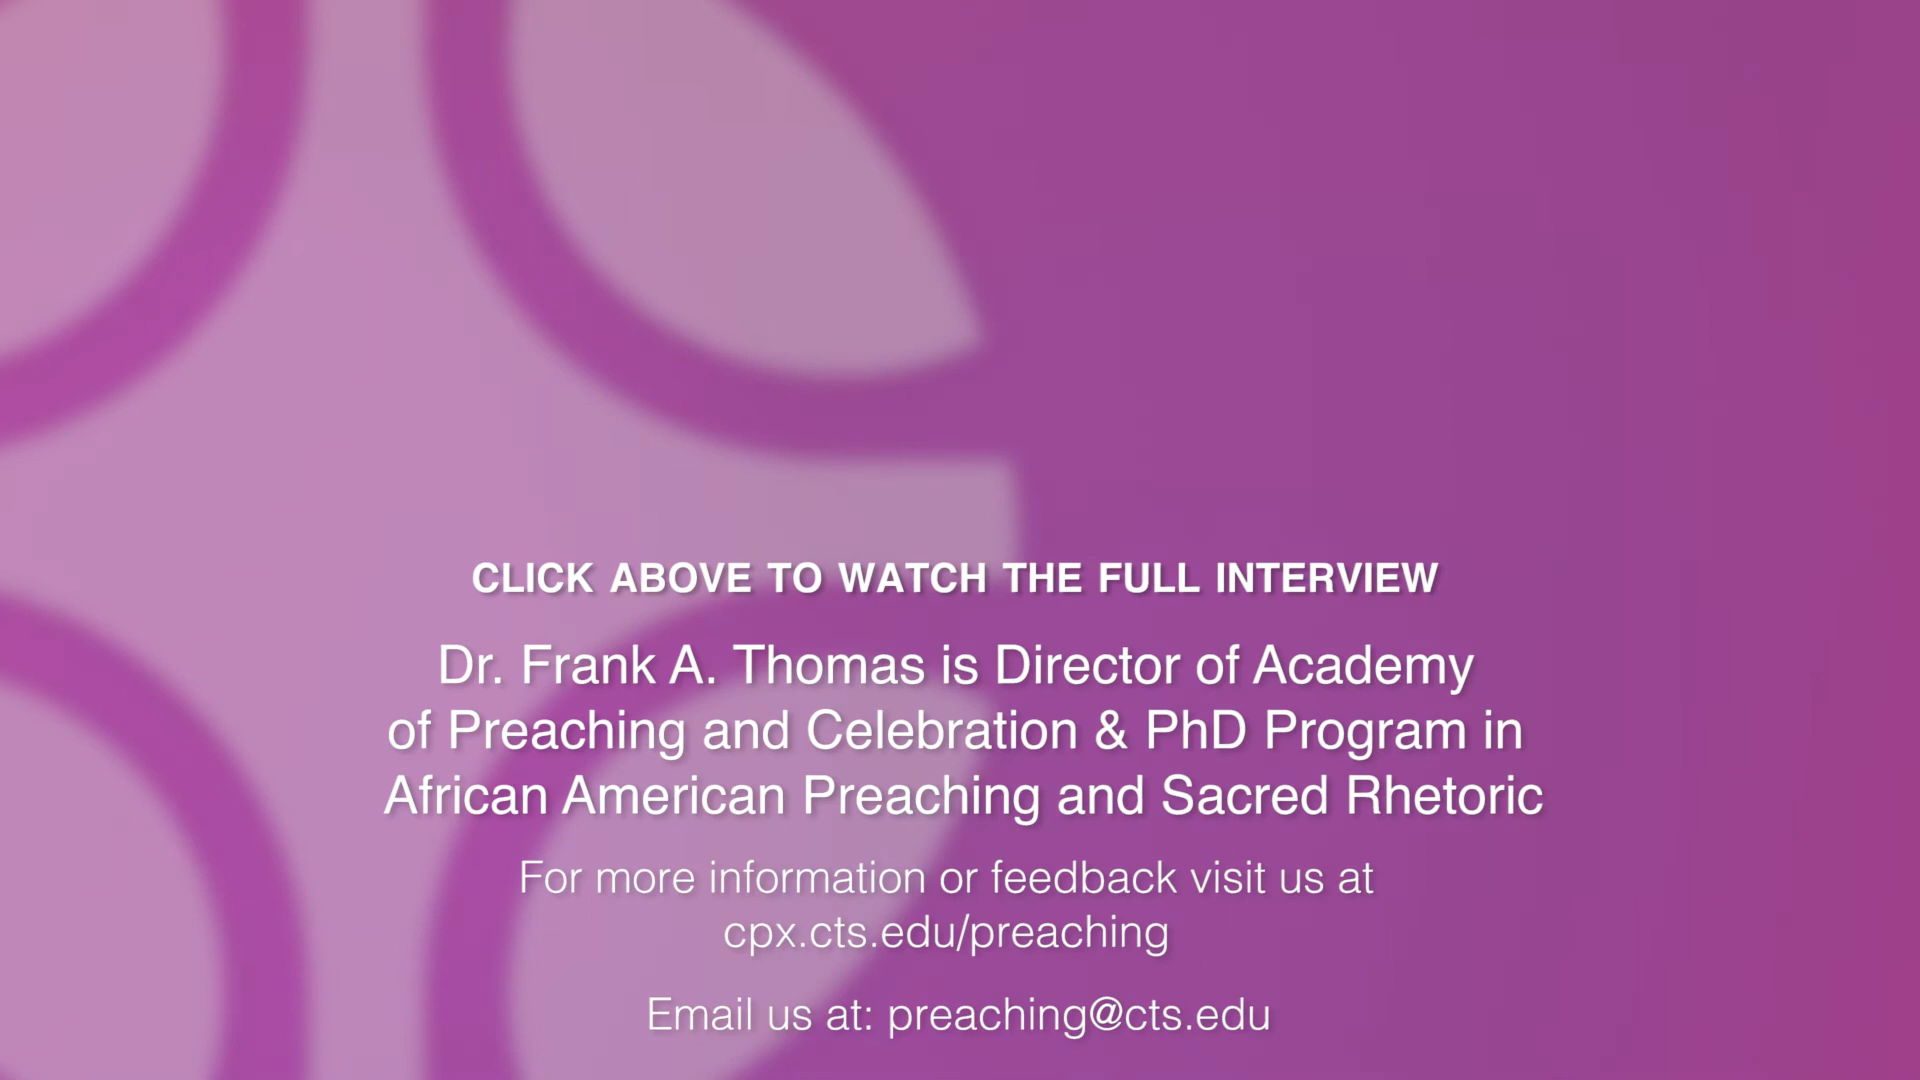 CLICK ABOVE TO WATCH THE FULL INTERVIEW
Dr. Frank A. Thomas is Director of Academy
of Preaching and Celebration & PhD Program in
African American Preaching and Sacred Rhetoric
For more information or feedback visit us at
cpx.cts.edu/preaching
Email us at: preaching@cts.edu